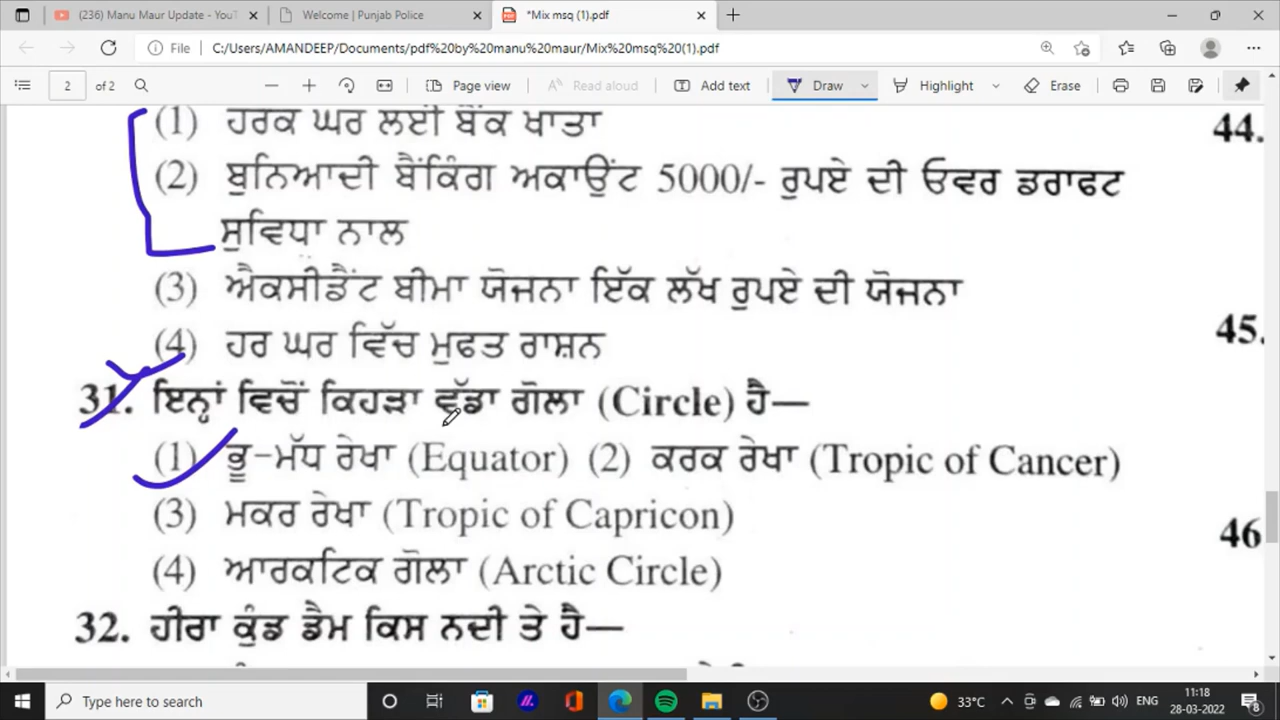 (236) Manu Maur Update - YouT
Welcome | Punjab Police
*Mix msq (1).pdf
File
C:/Users/AMANDEEP/Documents/pdf%20by%20manu%20maur/Mix%20msq%20(1).pdf
2 of 2
Page view
Read aloud
Add text
Draw
Highlight
Erase
(1) ਹਰਕ ਘਰ ਲਈ ਬੈਂਕ ਖਾਤਾ
44.
(2) ਬੁਨਿਆਦੀ ਬੈਂਕਿੰਗ ਅਕਾਉਂਟ 5000/- ਰੁਪਏ ਦੀ ਓਵਰ ਡਰਾਫਟ
ਸੁਵਿਧਾ ਨਾਲ
(3) ਐਕਸੀਡੈਂਟ ਬੀਮਾ ਯੋਜਨਾ ਇੱਕ ਲੱਖ ਰੁਪਏ ਦੀ ਯੋਜਨਾ
(4) ਹਰ ਘਰ ਵਿੱਚ ਮੁਫਤ ਰਾਸ਼ਨ
45.
31. ਇਨ੍ਹਾਂ ਵਿਚੋਂ ਕਿਹੜਾ ਵੱਡਾ ਗੋਲਾ (Circle) ਹੈ—
(1) ਭੂ-ਮੱਧ ਰੇਖਾ (Equator) (2) ਕਰਕ ਰੇਖਾ (Tropic of Cancer)
(3) ਮਕਰ ਰੇਖਾ (Tropic of Capricon)
46
(4) ਆਰਕਟਿਕ ਗੋਲਾ (Arctic Circle)
32. ਹੀਰਾ ਕੁੰਡ ਡੈਮ ਕਿਸ ਨਦੀ ਤੇ ਹੈ—
Type here to search
33°C
ENG
11:18
28-03-2022
8